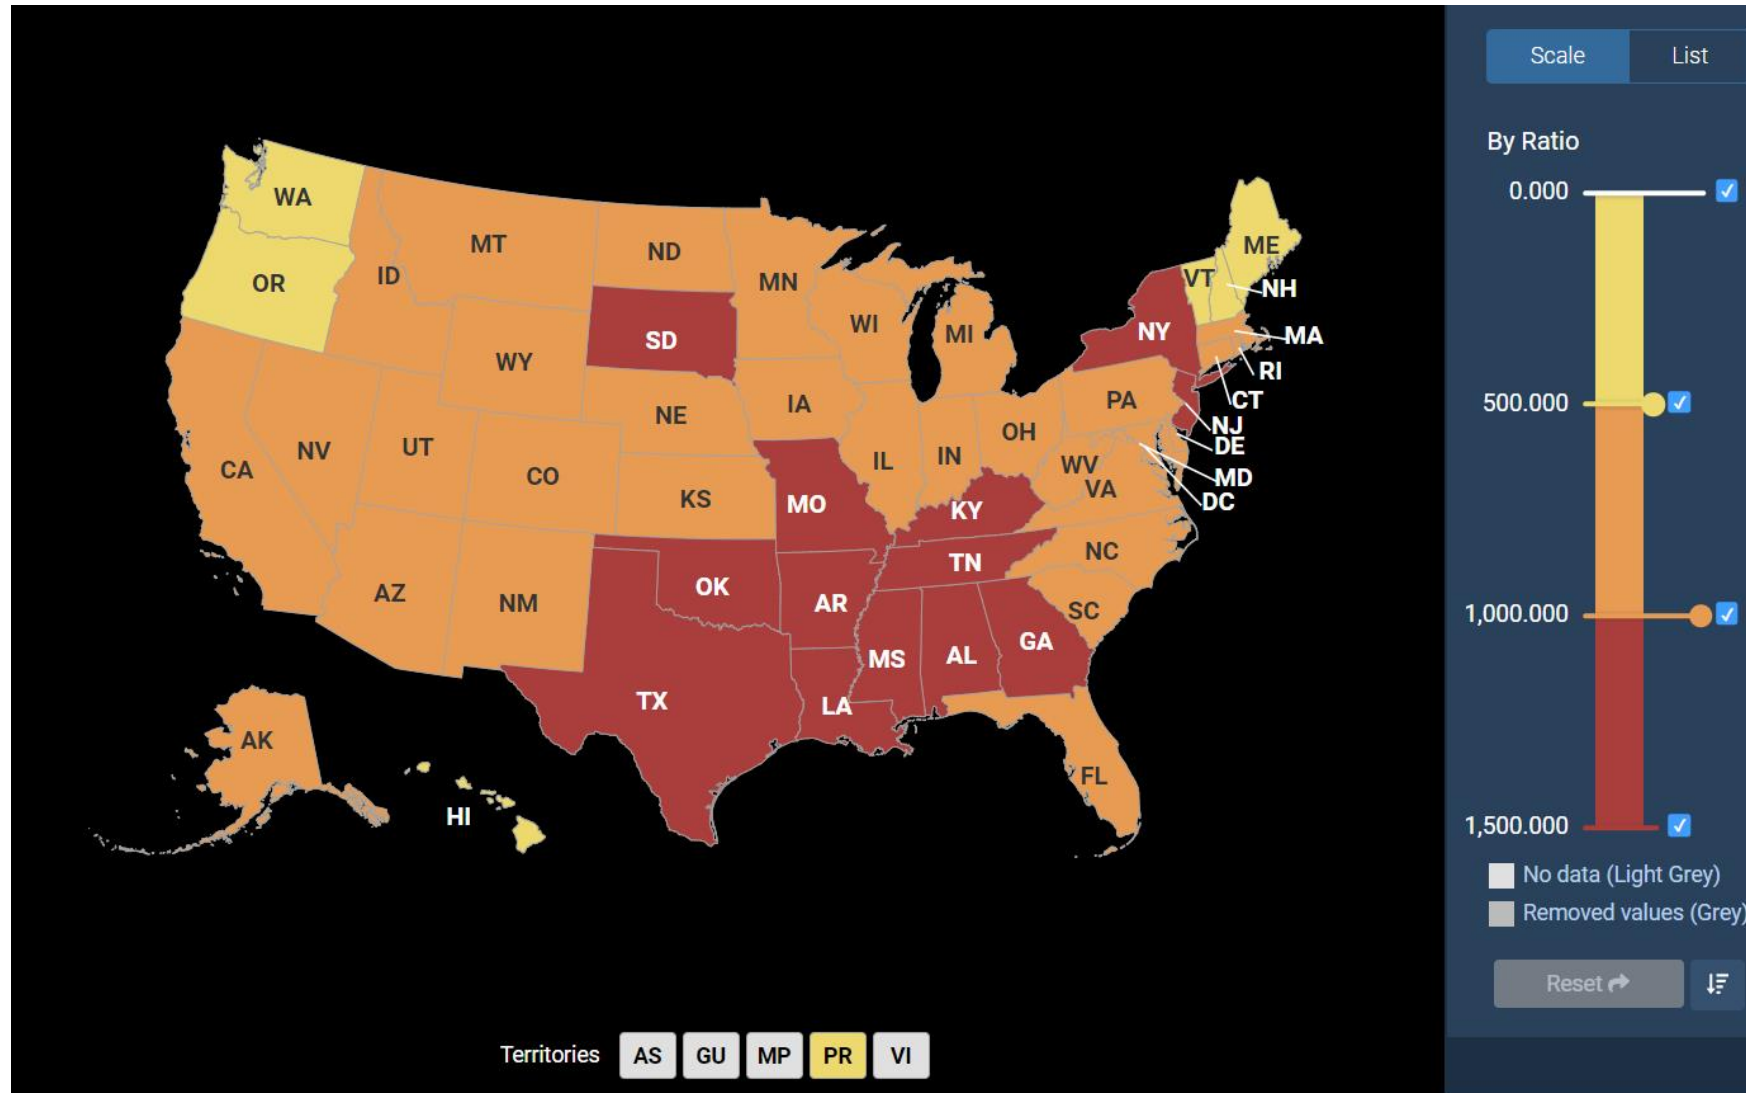 Scale
List
By Ratio
0.000
500.000
1,000.000
1,500.000
No data (Light Grey)
Removed values (Grey)
Reset
WA
MT
ND
ME
OR
ID
MN
VT
NH
WI
MI
NY
MA
SD
WY
RI
IA
PA
CT
NE
NJ
OH
DE
NV
UT
IL
IN
CA
CO
WV
MD
KS
VA
DC
MO
KY
NC
TN
AZ
NM
OK
AR
SC
GA
MS
AL
TX
LA
AK
FL
HI
Territories
AS
GU
MP
PR
VI